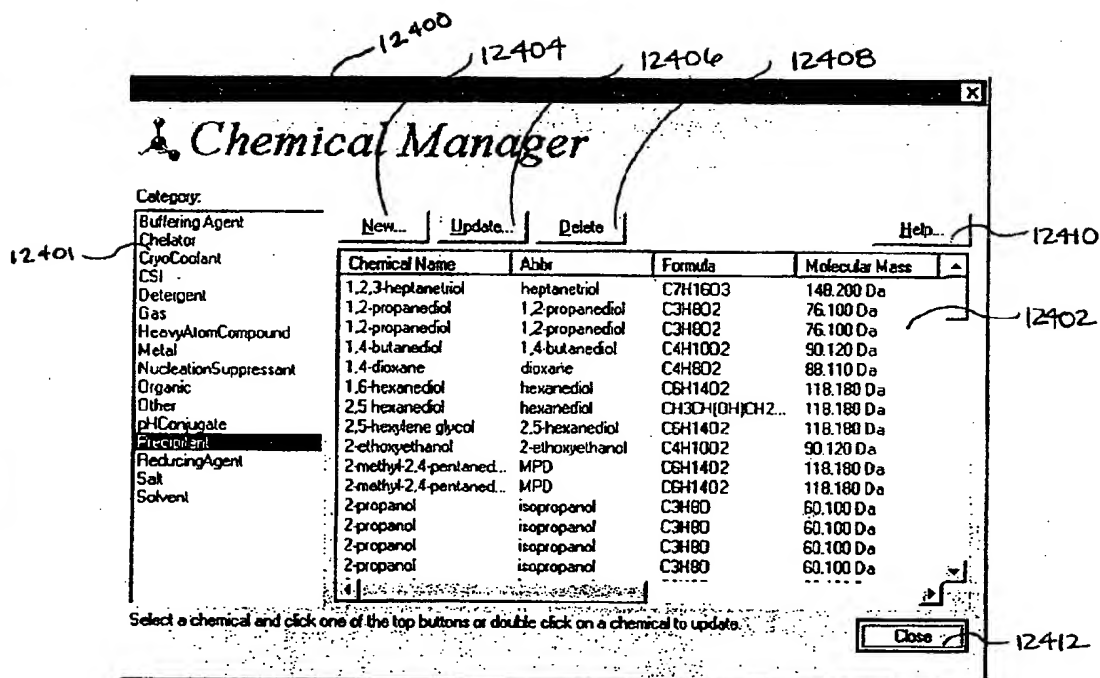 12400
12404
12406
12408
Chemical Manager
Category:
Buffering Agent
Chelator
CryoCoolant
CSI
Detergent
Gas
HeavyAtomCompound
Metal
NucleationSuppressant
Organic
Other
pHConjugate
Precipitant
ReducingAgent
Salt
Solvent
12401
New... Update... Delete Help...
12410
Chemical Name Abbr Formula Molecular Mass
1,2,3-heptanetriol heptanetriol C7H16O3 148.200 Da
1,2-propanediol 1,2-propanediol C3H8O2 76.100 Da
1,2-propanediol 1,2-propanediol C3H8O2 76.100 Da
1,4-butanediol 1,4-butanediol C4H10O2 90.120 Da
1,4-dioxane dioxane C4H8O2 88.110 Da
1,6-hexanediol hexanediol C6H14O2 118.180 Da
2,5 hexanediol hexanediol CH3CH(OH)CH2... 118.180 Da
2,5-hexylene glycol 2,5-hexanediol C6H14O2 118.180 Da
2-ethoxyethanol 2-ethoxyethanol C4H10O2 90.120 Da
2-methyl-2,4-pentaned... MPD C6H14O2 118.180 Da
2-methyl-2,4-pentaned... MPD C6H14O2 118.180 Da
2-propanol isopropanol C3H8O 60.100 Da
2-propanol isopropanol C3H8O 60.100 Da
2-propanol isopropanol C3H8O 60.100 Da
2-propanol isopropanol C3H8O 60.100 Da
12402
Select a chemical and click one of the top buttons or double click on a chemical to update.
Close
12412